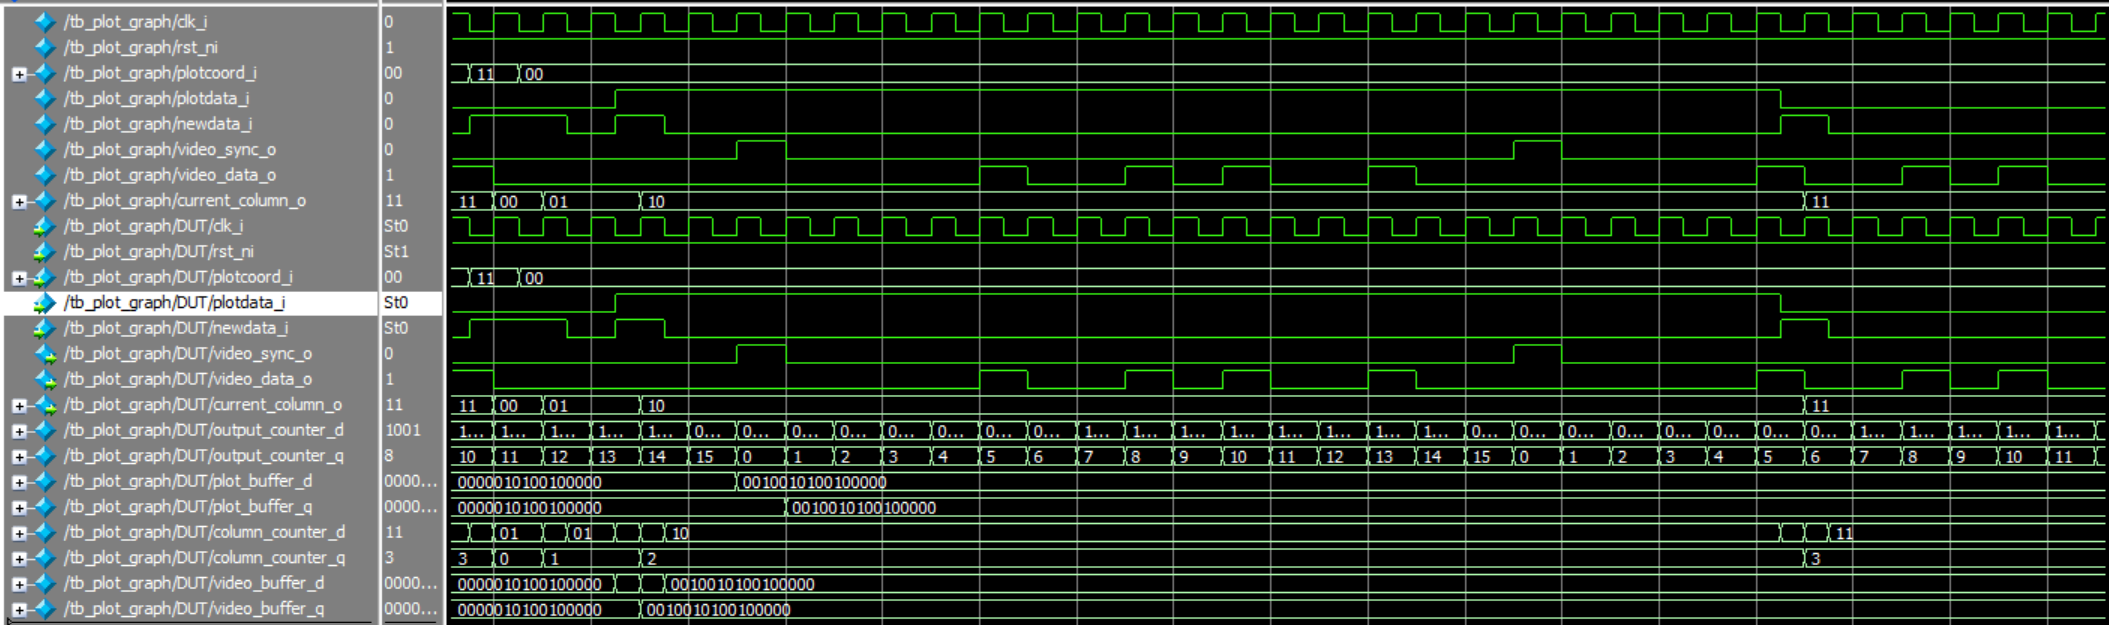 /tb_plot_graph/clk_i 0
/tb_plot_graph/rst_ni 1
/tb_plot_graph/plotcoord_i 00 11 00
/tb_plot_graph/plotdata_i 0
/tb_plot_graph/newdata_i 0
/tb_plot_graph/video_sync_o 0
/tb_plot_graph/video_data_o 1
/tb_plot_graph/current_column_o 11 11 00 01 10 11
/tb_plot_graph/DUT/clk_i St0
/tb_plot_graph/DUT/rst_ni St1
/tb_plot_graph/DUT/plotcoord_i 00 11 00
/tb_plot_graph/DUT/plotdata_i St0
/tb_plot_graph/DUT/newdata_i St0
/tb_plot_graph/DUT/video_sync_o 0
/tb_plot_graph/DUT/video_data_o 1
/tb_plot_graph/DUT/current_column_o 11 11 00 01 10 11
/tb_plot_graph/DUT/output_counter_d 1001 1... 1... 1... 1... 1... 0... 0... 0... 0... 0... 0... 0... 0... 1... 1... 1... 1... 1... 1... 1... 1... 0... 0... 0... 0... 0... 0... 0... 0... 1... 1... 1... 1... 1...
/tb_plot_graph/DUT/output_counter_q 8 10 11 12 13 14 15 0 1 2 3 4 5 6 7 8 9 10 11 12 13 14 15 0 1 2 3 4 5 6 7 8 9 10 11
/tb_plot_graph/DUT/plot_buffer_d 0000... 0000010100100000 0010010100100000
/tb_plot_graph/DUT/plot_buffer_q 0000... 0000010100100000 0010010100100000
/tb_plot_graph/DUT/column_counter_d 11 01 01 10 11
/tb_plot_graph/DUT/column_counter_q 3 3 0 1 2 3
/tb_plot_graph/DUT/video_buffer_d 0000... 0000010100100000 0010010100100000
/tb_plot_graph/DUT/video_buffer_q 0000... 0000010100100000 0010010100100000